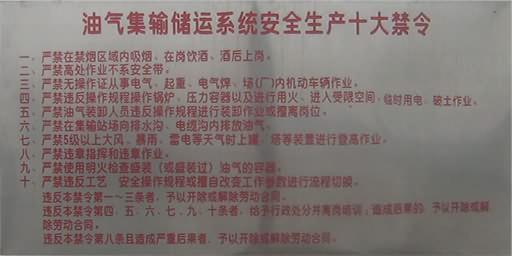 油气集输储运系统安全生产十大禁令
一、严禁在禁烟区域内吸烟、在岗饮酒、酒后上岗。
二、严禁高处作业不系安全带。
三、严禁无操作证从事电气、起重、电气焊、场(厂)内机动车辆作业。
四、严禁违反操作规程操作锅炉、压力容器以及进行用火、进入受限空间、临时用电、破土作业。
五、严禁油气装卸人员违反操作规程进行装卸作业或擅离岗位。
六、严禁在集输站场向排水沟、电缆沟内排放油气。
七、严禁5级以上大风、暴雨、雷电等天气时上罐、塔等装置进行登高作业。
八、严禁违章指挥和违章作业。
九、严禁使用明火检查盛装（或盛装过）油气的容器。
十、严禁违反工艺 安全操作规程或擅自改变工作参数进行流程切换。
违反本禁令第一～三条者，予以开除或解除劳动合同。
违反本禁令第四、五、六、七、九、十条者，给予行政处分并离岗培训；造成后果的，予以开除或解
除劳动合同。
违反本禁令第八条且造成严重后果者，予以开除或解除劳动合同。